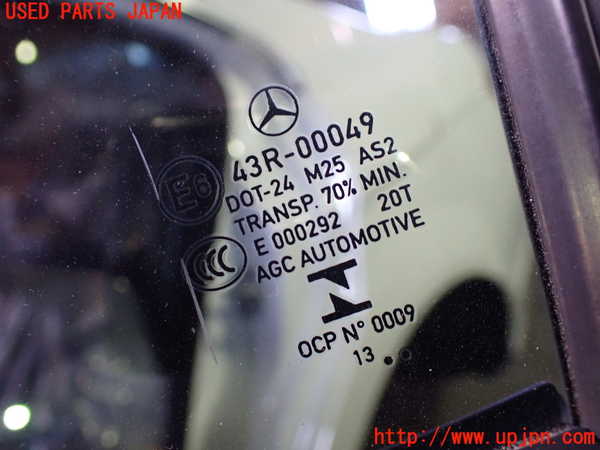 USED PARTS JAPAN
43R-00049
DOT-24 M25 AS2
TRANSP. 70% MIN.
E6
E 000292 20T
CCC
AGC AUTOMOTIVE
OCP N° 0009
13
http://www.upjpn.com/